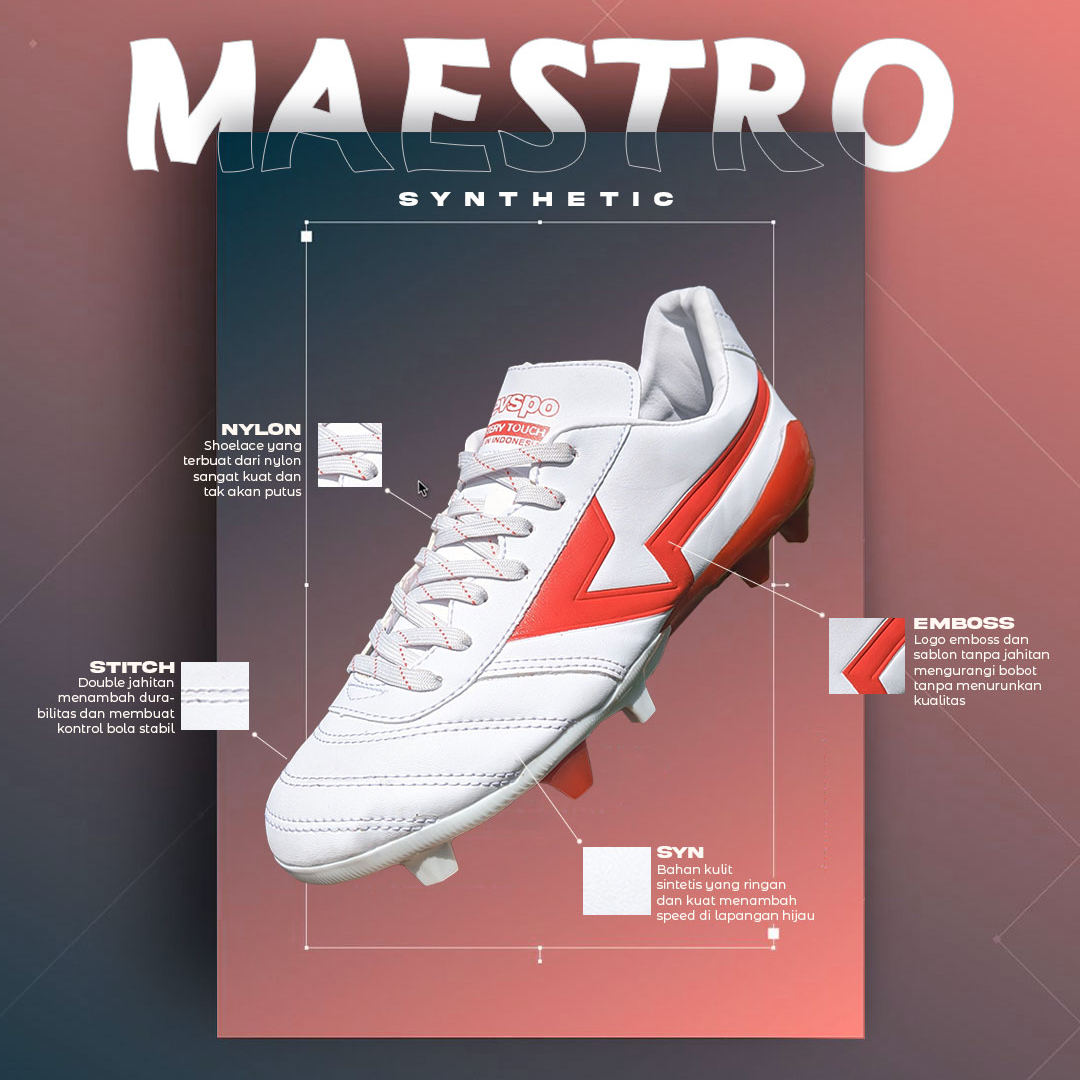 MAESTRO
SYNTHETIC
TOUCH
NYLON
Shoelace yang
terbuat dari nylon
sangat kuat dan
tak akan putus
EMBOSS
Logo emboss dan
sablon tanpa jahitan
mengurangi bobot
tanpa menurunkan
kualitas
STITCH
Double jahitan
menambah dura-
bilitas dan membuat
kontrol bola stabil
SYN
Bahan kulit
sintetis yang ringan
dan kuat menambah
speed di lapangan hijau